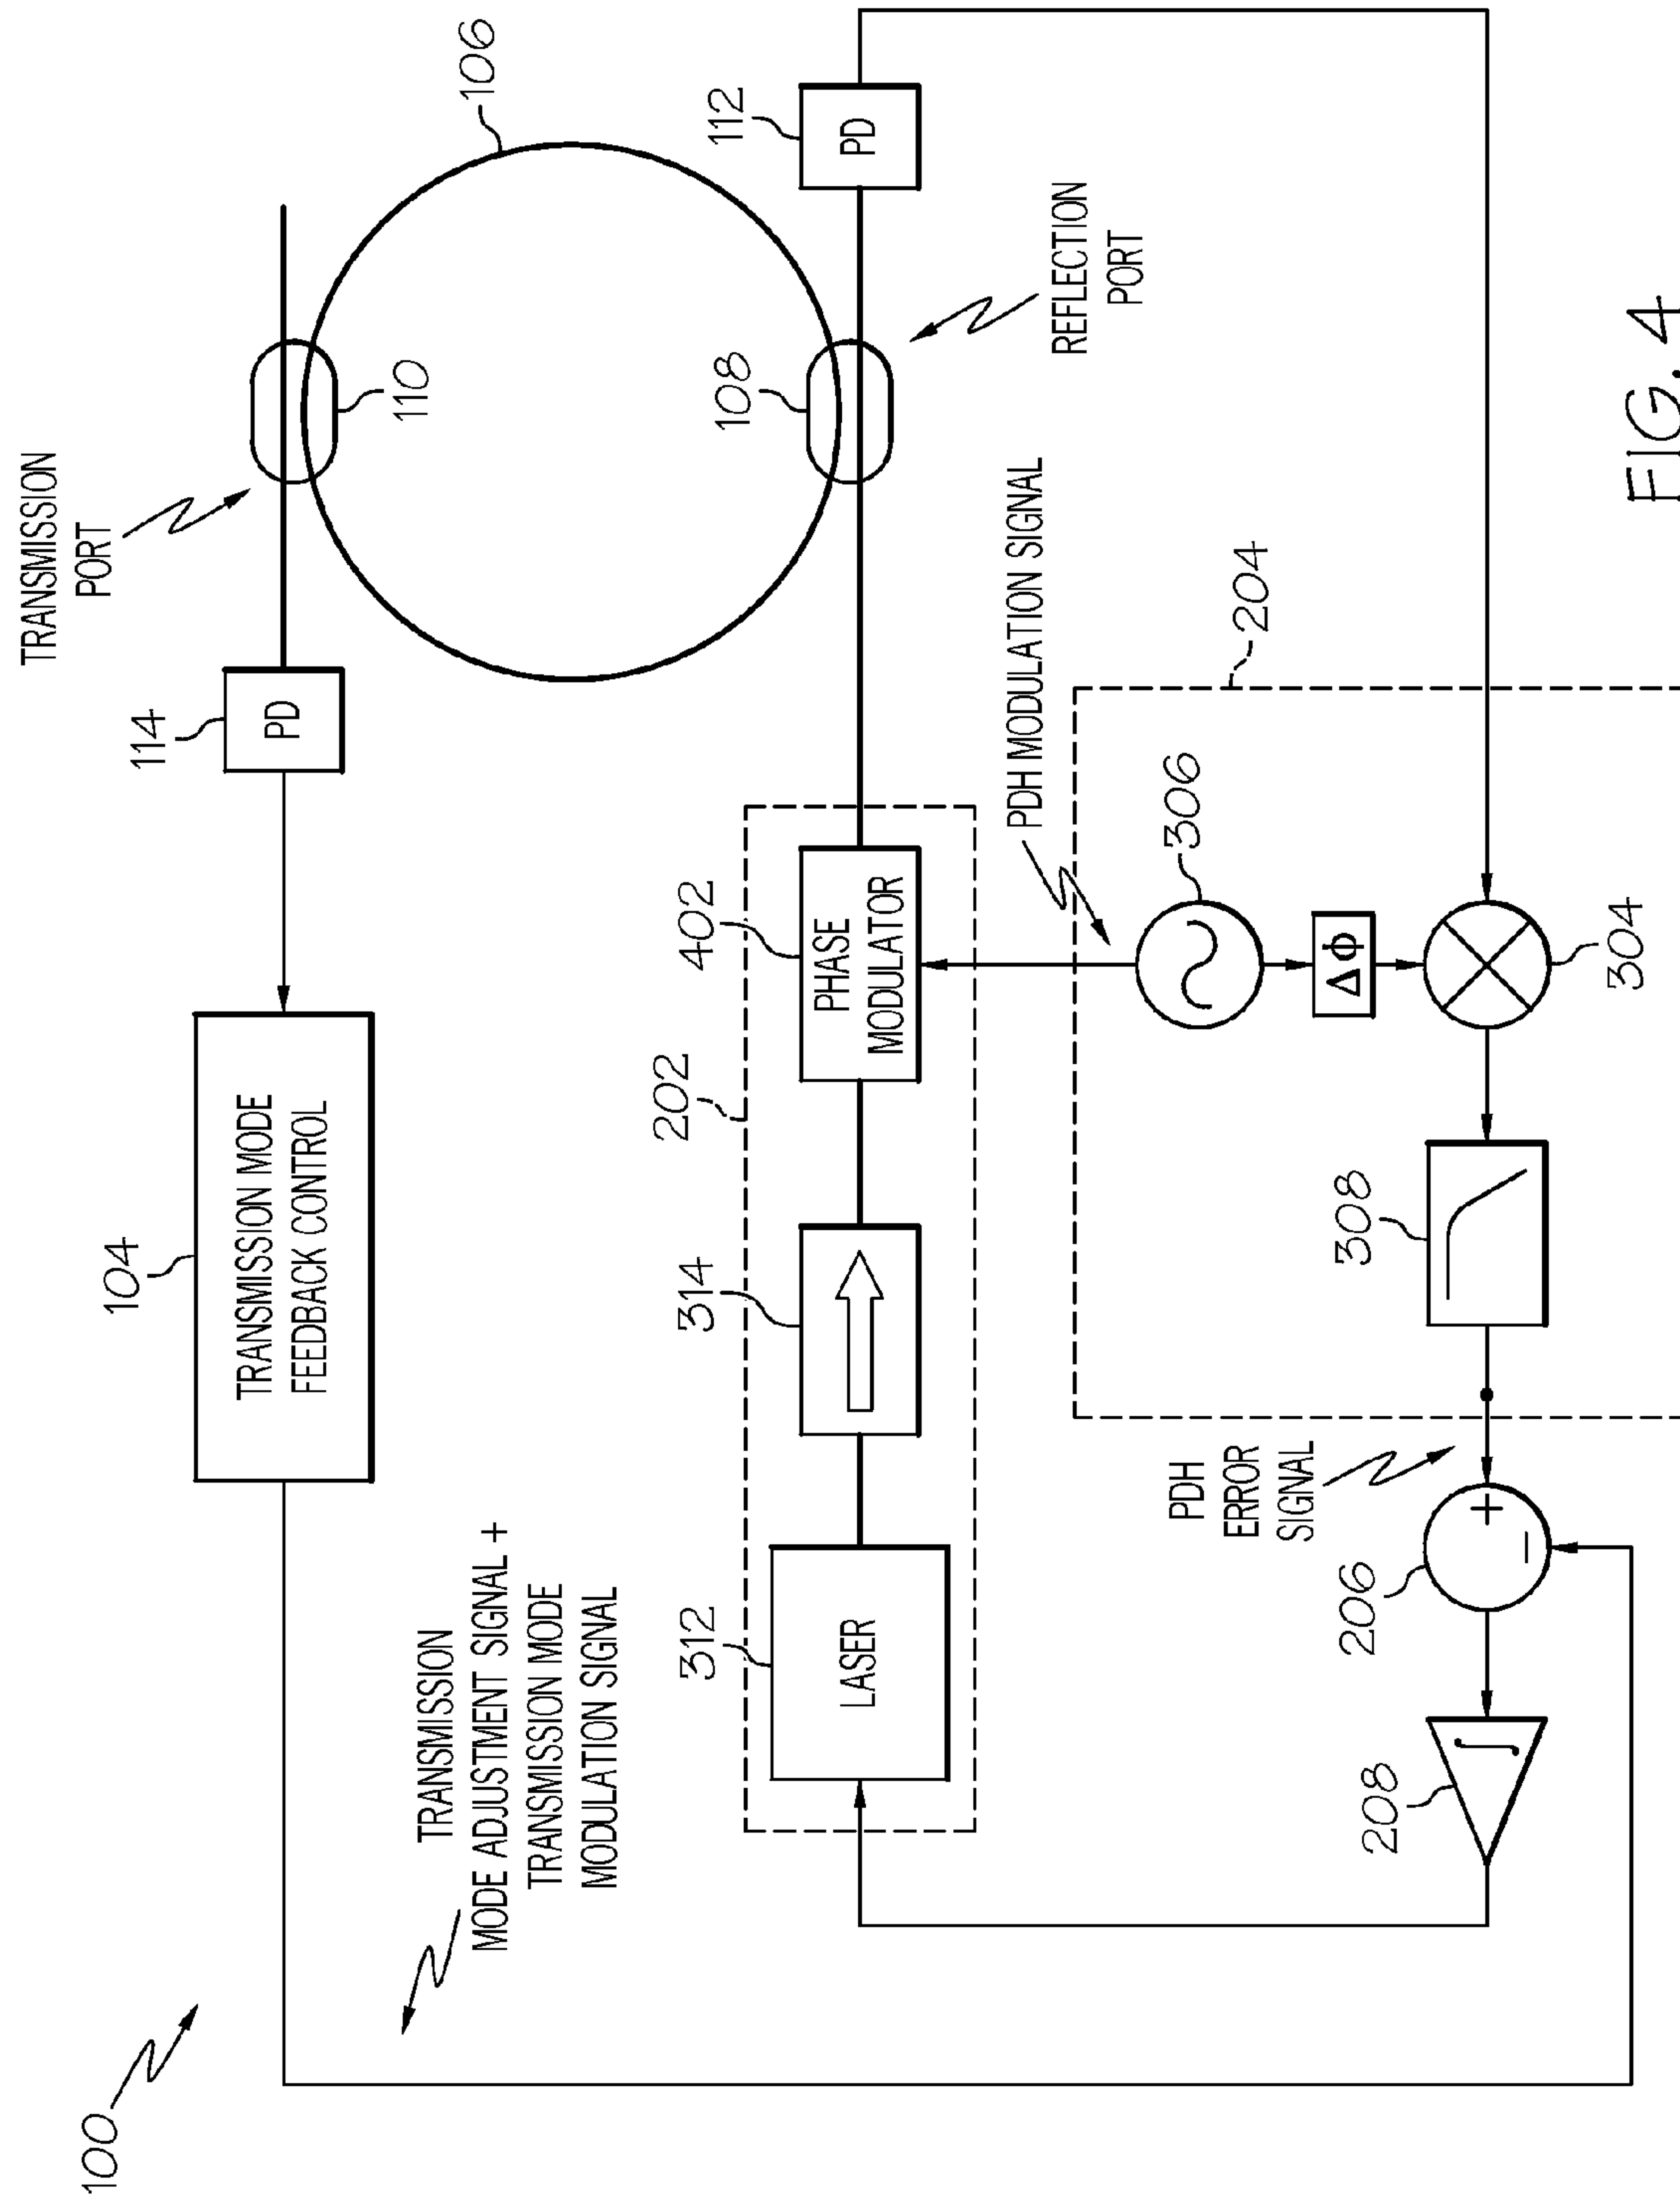 100
TRANSMISSION
MODE ADJUSTMENT SIGNAL +
TRANSMISSION MODE
MODULATION SIGNAL
104
TRANSMISSION MODE
FEEDBACK CONTROL
114
PD
TRANSMISSION
PORT
110
106
312
LASER
314
202
402
PHASE
MODULATOR
108
112
PD
REFLECTION
PORT
PDH MODULATION SIGNAL
204
306
ΔΦ
304
308
PDH
ERROR
SIGNAL
206
+
−
208
∫
FIG. 4